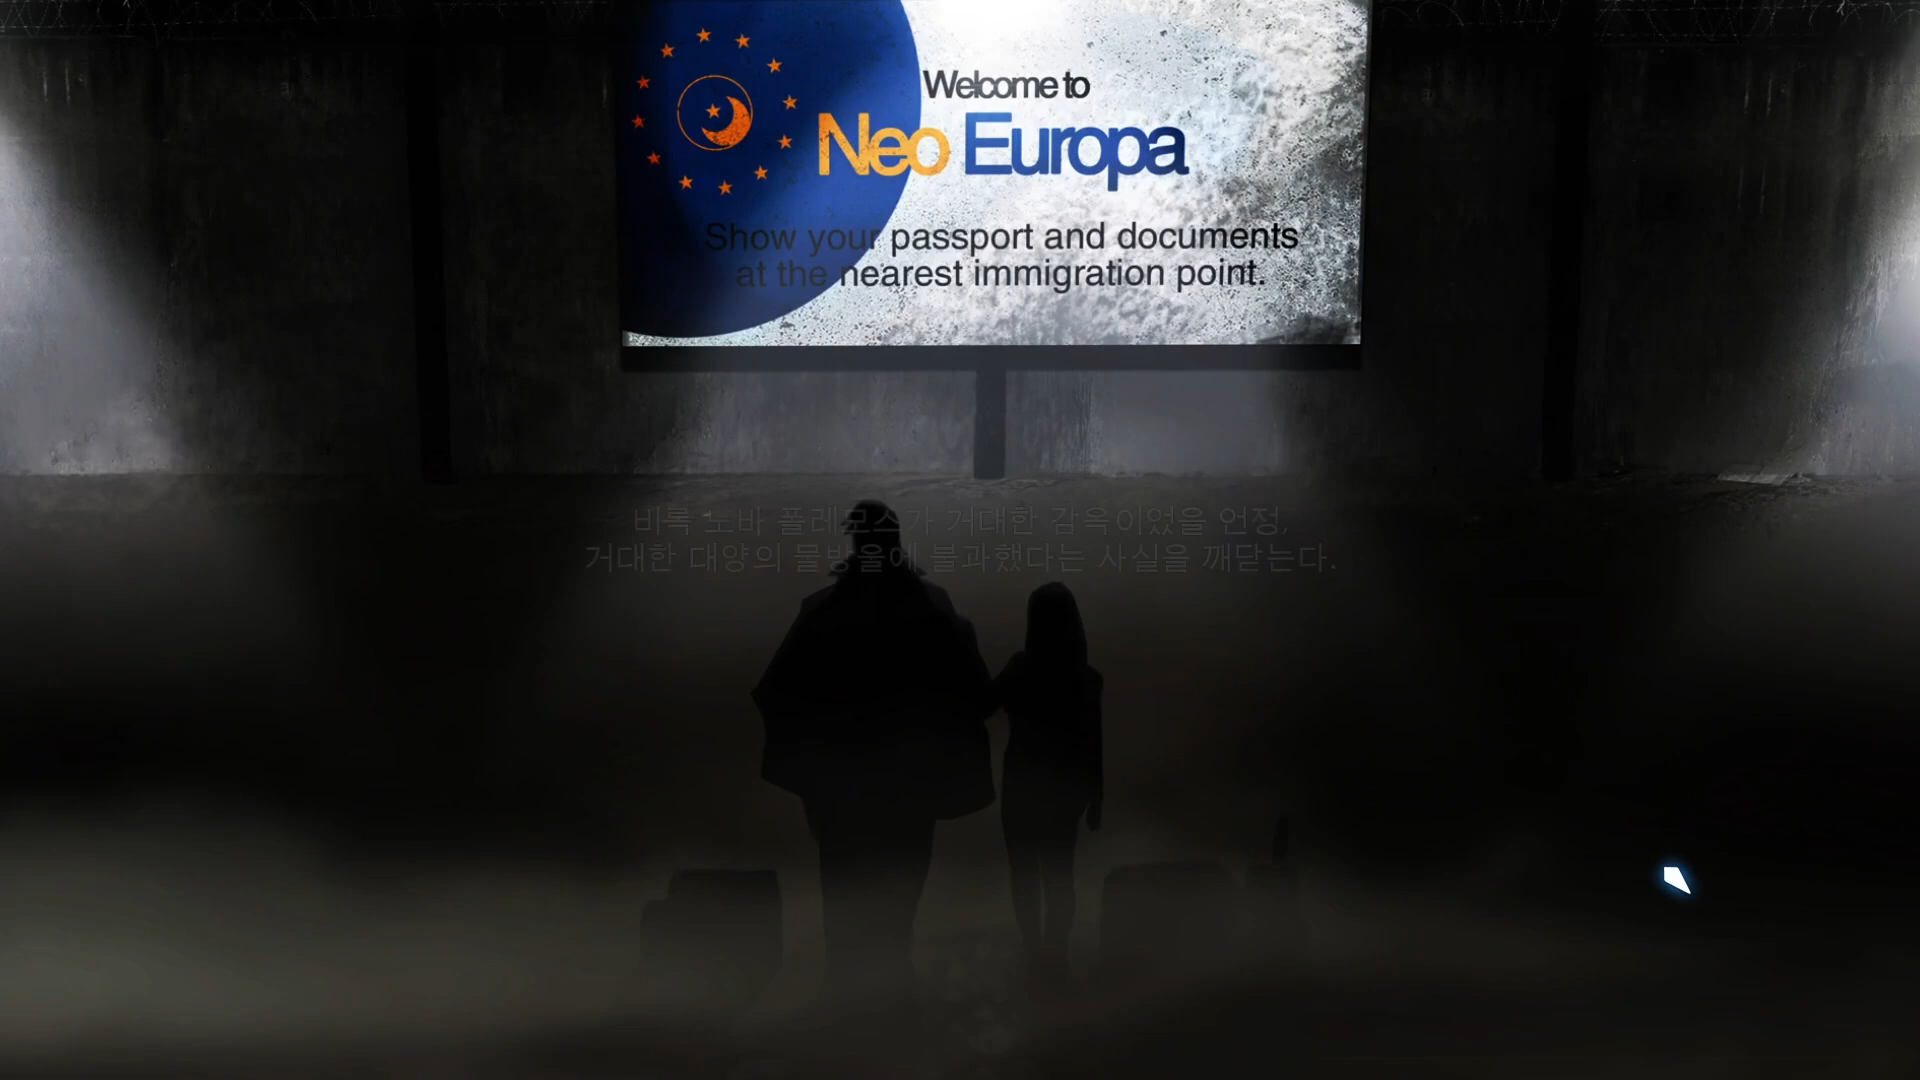 Welcome to
Neo Europa
Show your passport and documents
at the nearest immigration point.
비록 노바 폴레모스가 거대한 감옥이었을 언정,
거대한 대양의 물방울에 불과했다는 사실을 깨닫는다.